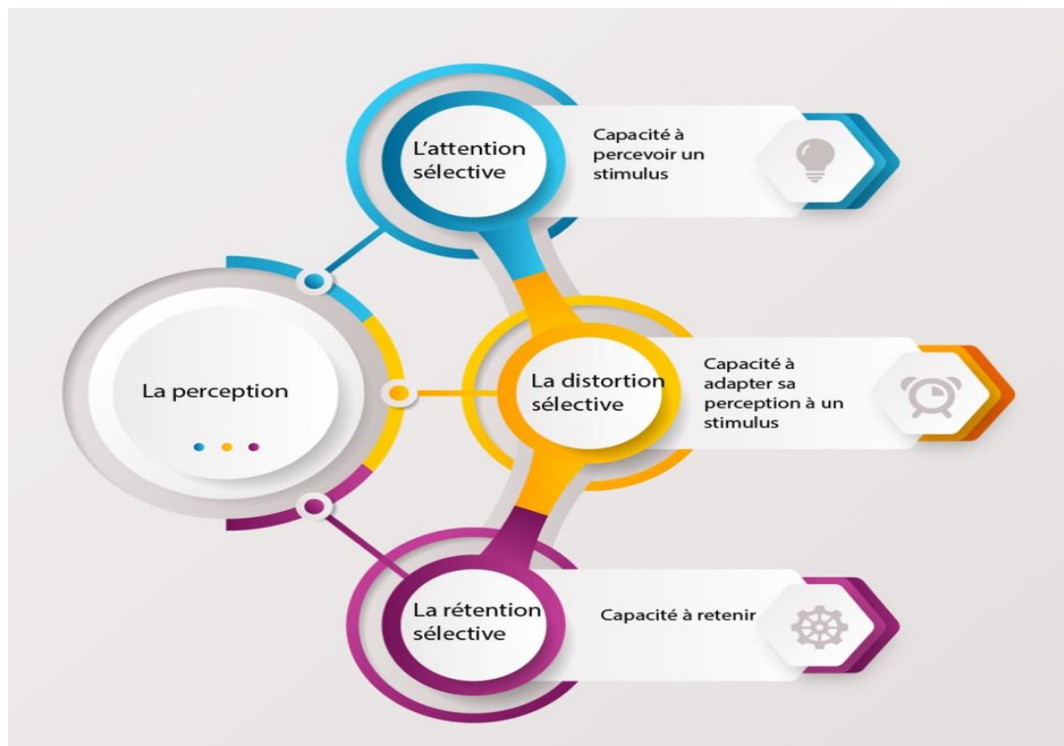 L'attention
sélective
Capacité à
percevoir un
stimulus
La perception
La distortion
sélective
Capacité à
adapter sa
perception à un
stimulus
La rétention
sélective
Capacité à retenir